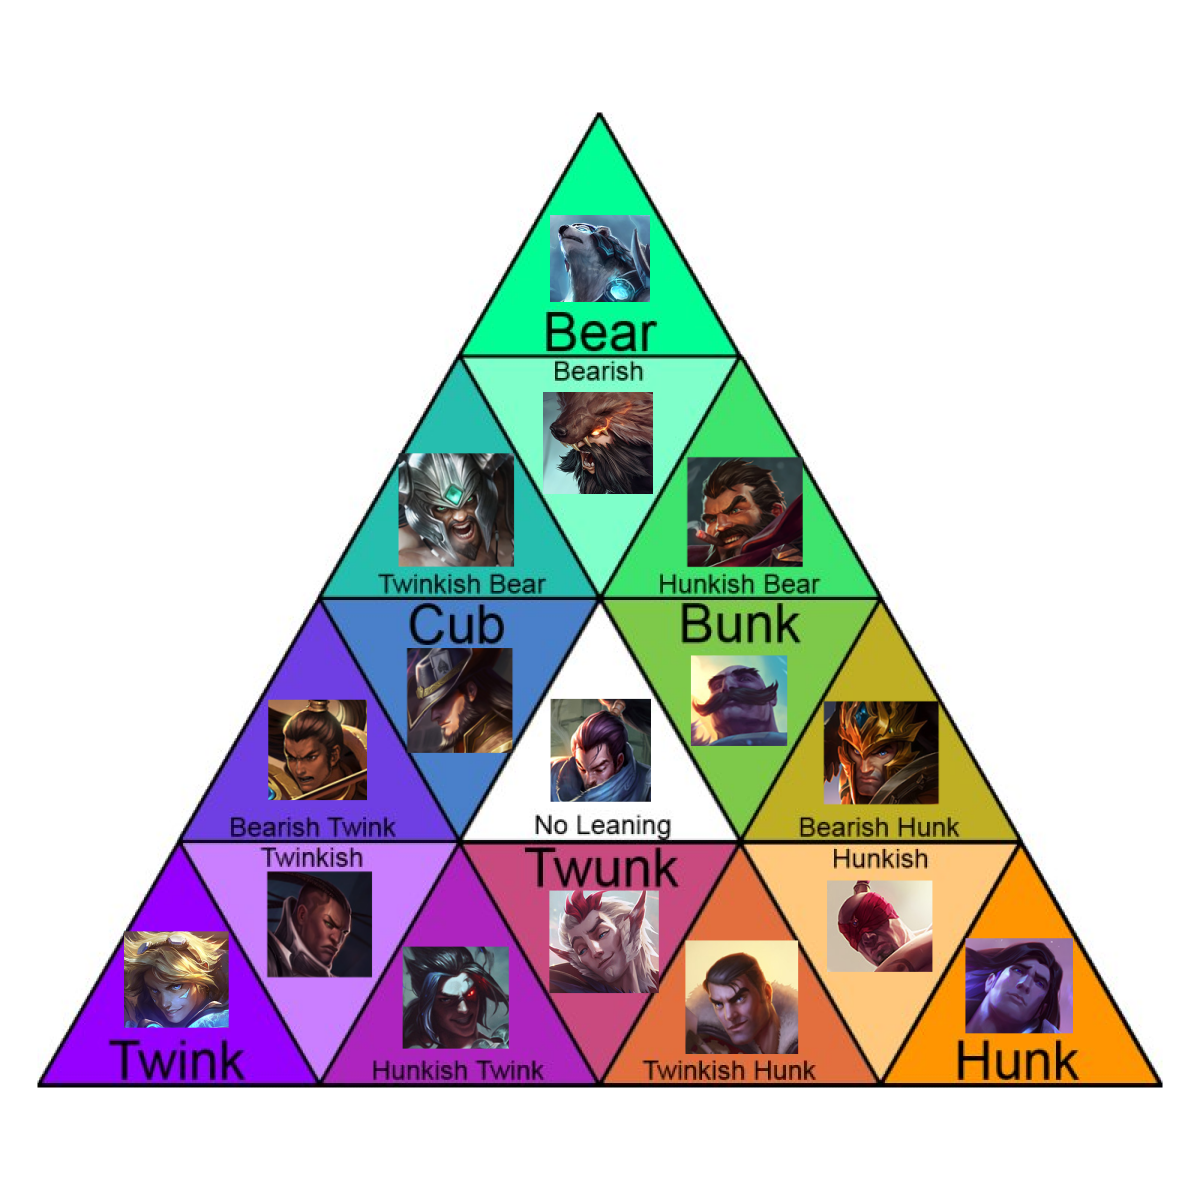 Bear
Bearish
Twinkish Bear
Hunkish Bear
Cub
Bunk
Bearish Twink
No Leaning
Bearish Hunk
Twinkish
Twunk
Hunkish
Twink
Hunkish Twink
Twinkish Hunk
Hunk